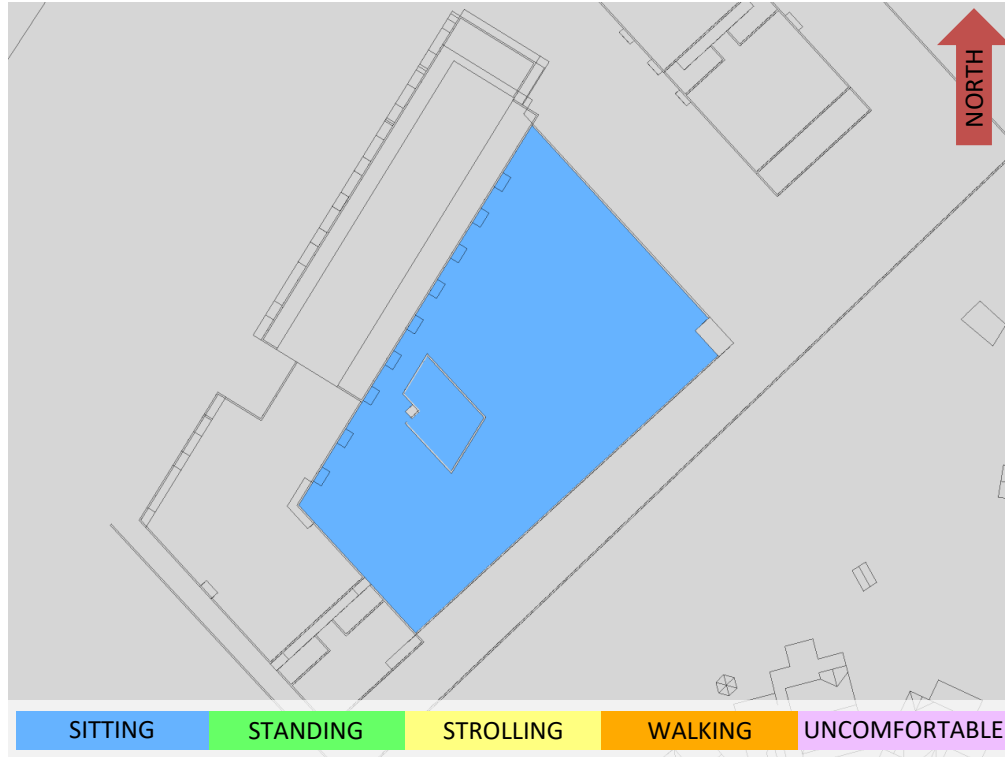 NORTH
SITTING
STANDING
STROLLING
WALKING
UNCOMFORTABLE